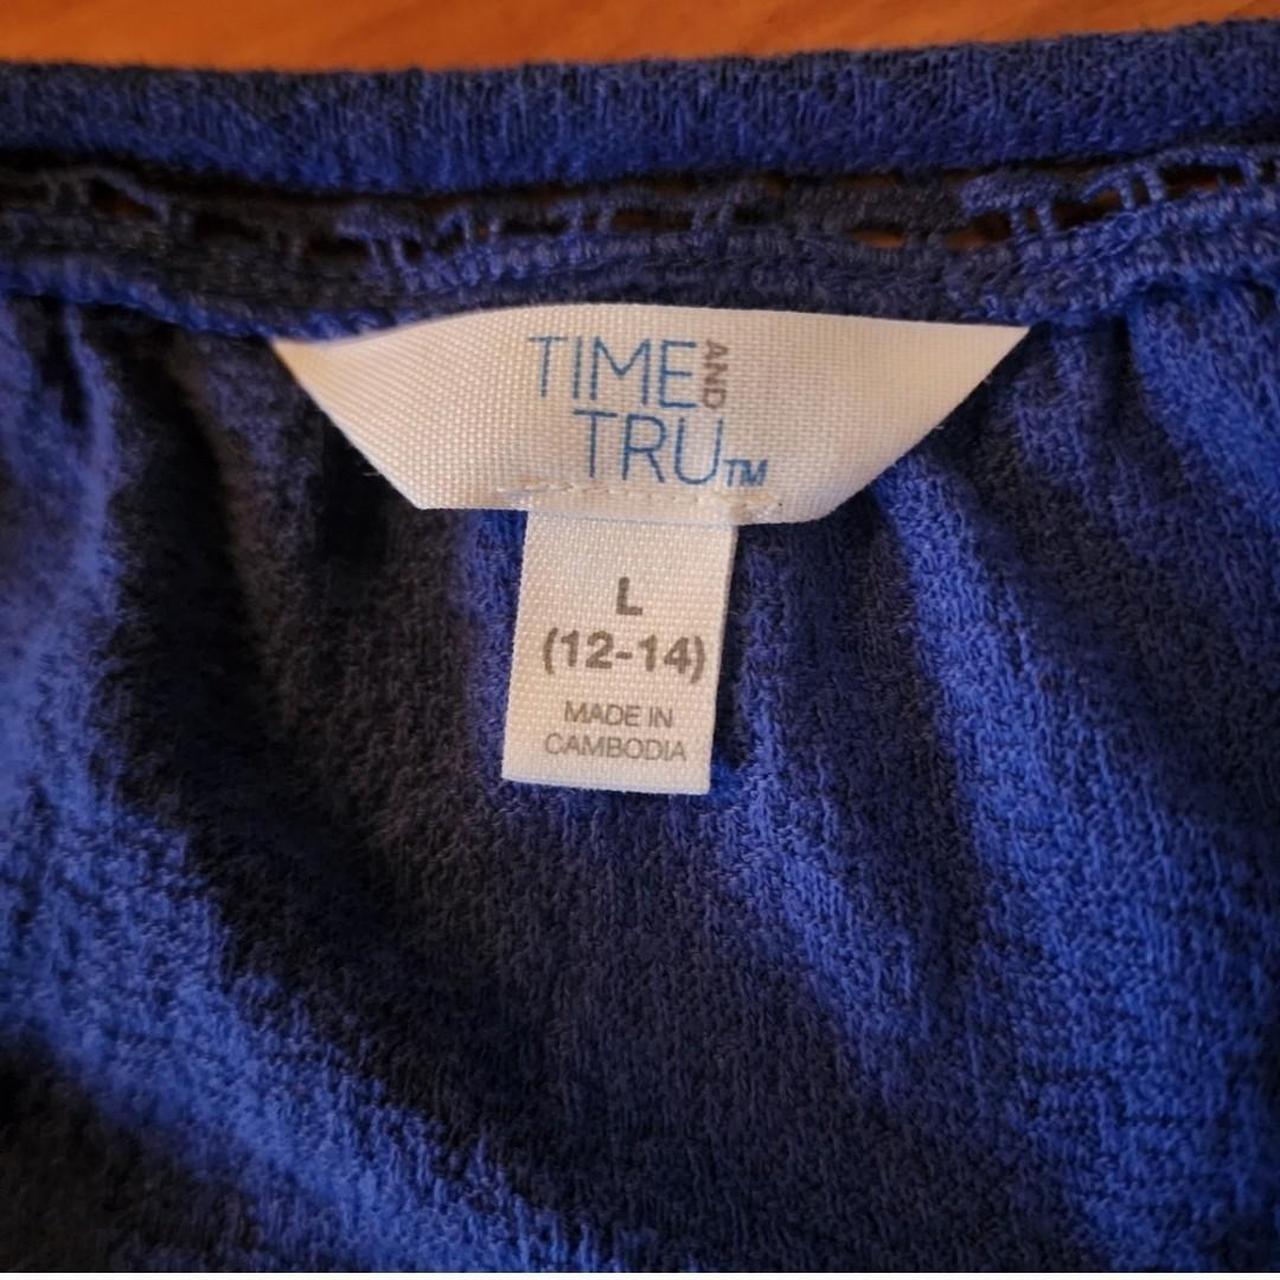 TIME AND
TRU™
L
(12-14)
MADE IN
CAMBODIA